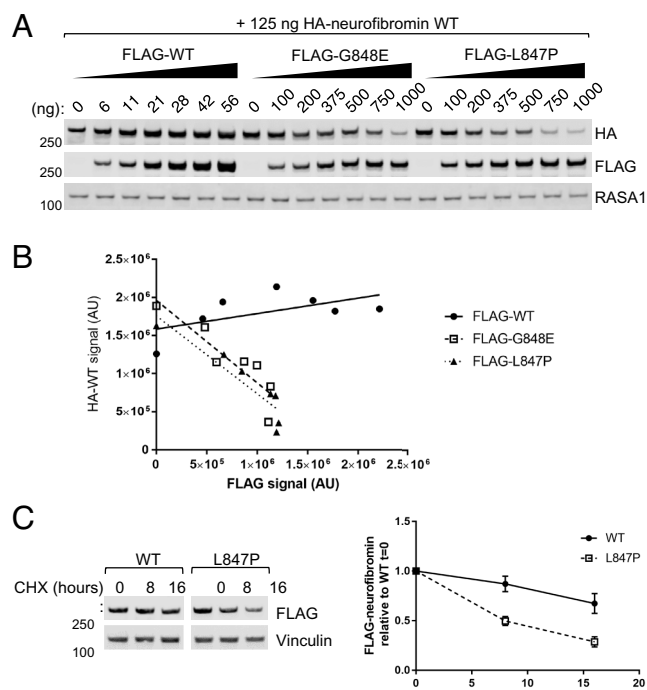 A
+ 125 ng HA-neurofibromin WT
FLAG-WT FLAG-G848E FLAG-L847P
(ng): 0 6 11 21 28 42 56 0 100 200 375 500 750 1000 0 100 200 375 500 750 1000
250 HA
250 FLAG
100 RASA1
B
HA-WT signal (AU)
2.5×10⁶
2×10⁶
1.5×10⁶
1×10⁶
5×10⁵
0
0 5×10⁵ 1×10⁶ 1.5×10⁶ 2×10⁶ 2.5×10⁶
FLAG signal (AU)
FLAG-WT
FLAG-G848E
FLAG-L847P
C
WT L847P
CHX (hours) 0 8 16 0 8 16
: FLAG
250
Vinculin
100
FLAG-neurofibromin
relative to WT t=0
1.5
1.0
0.5
0.0
0 5 10 15 20
WT
L847P